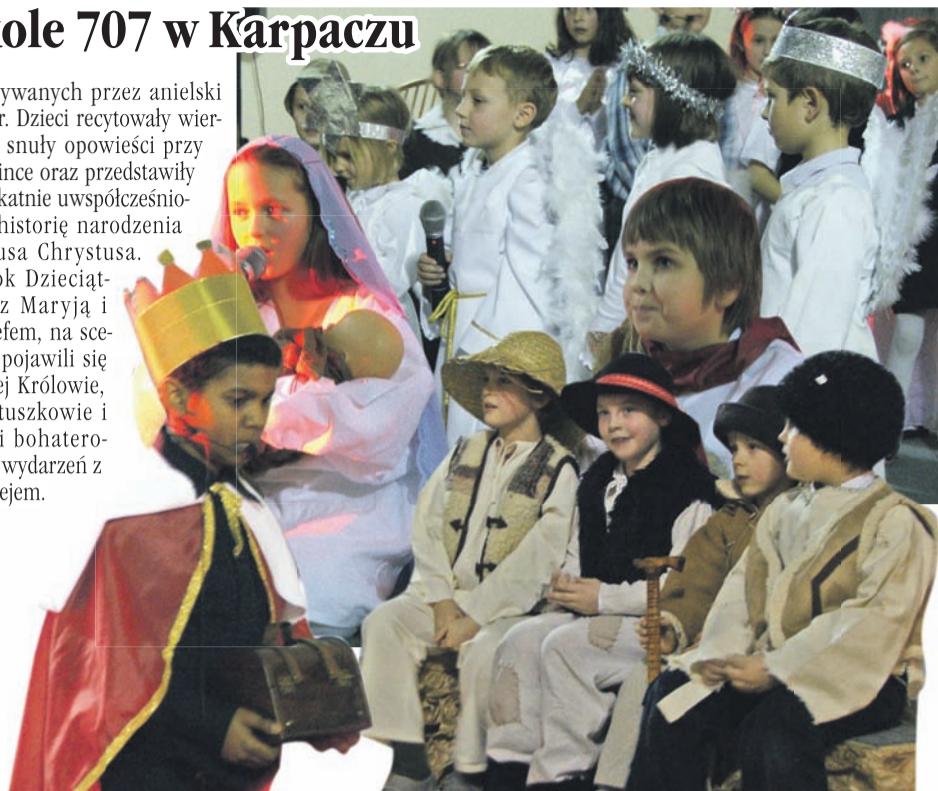 kole 707 w Karpaczu
ywanych przez anielski
r. Dzieci recytowały wier-
snuły opowieści przy
ince oraz przedstawiły
katnie uwspółcześnio-
historię narodzenia
usa Chrystusa.
ok Dzieciąt-
z Maryją i
efem, na sce-
pojawili się
ej Królowie,
tuszkowie i
i bohatero-
wydarzeń z
ejem.